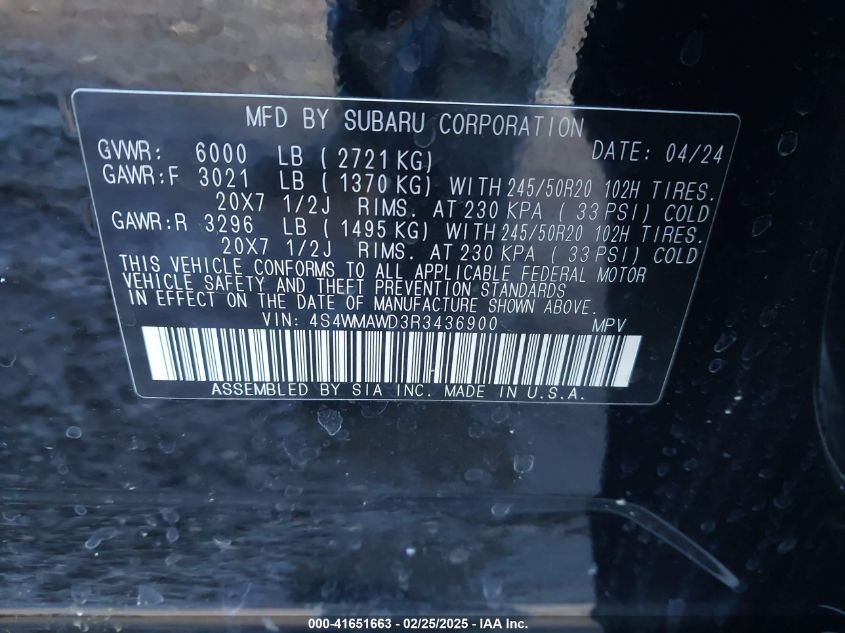 MFD BY SUBARU CORPORATION
GVWR: 6000 LB ( 2721 KG) DATE: 04/24
GAWR:F 3021 LB ( 1370 KG) WITH 245/50R20 102H TIRES.
20X7 1/2J RIMS. AT 230 KPA ( 33 PSI) COLD
GAWR:R 3296 LB ( 1495 KG) WITH 245/50R20 102H TIRES.
20X7 1/2J RIMS. AT 230 KPA ( 33 PSI) COLD
THIS VEHICLE CONFORMS TO ALL APPLICABLE FEDERAL MOTOR
VEHICLE SAFETY AND THEFT PREVENTION STANDARDS
IN EFFECT ON THE DATE OF MANUFACTURE SHOWN ABOVE.
VIN: 4S4WMAWD3R3436900 MPV
ASSEMBLED BY SIA INC. MADE IN U.S.A.
000-41651663 - 02/25/2025 - IAA Inc.